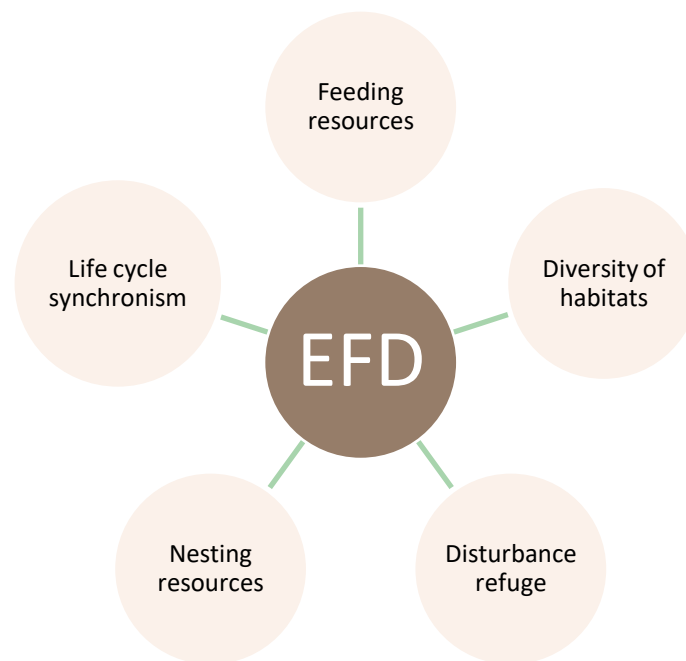 Feeding
resources
Life cycle
synchronism
Diversity of
habitats
EFD
Nesting
resources
Disturbance
refuge